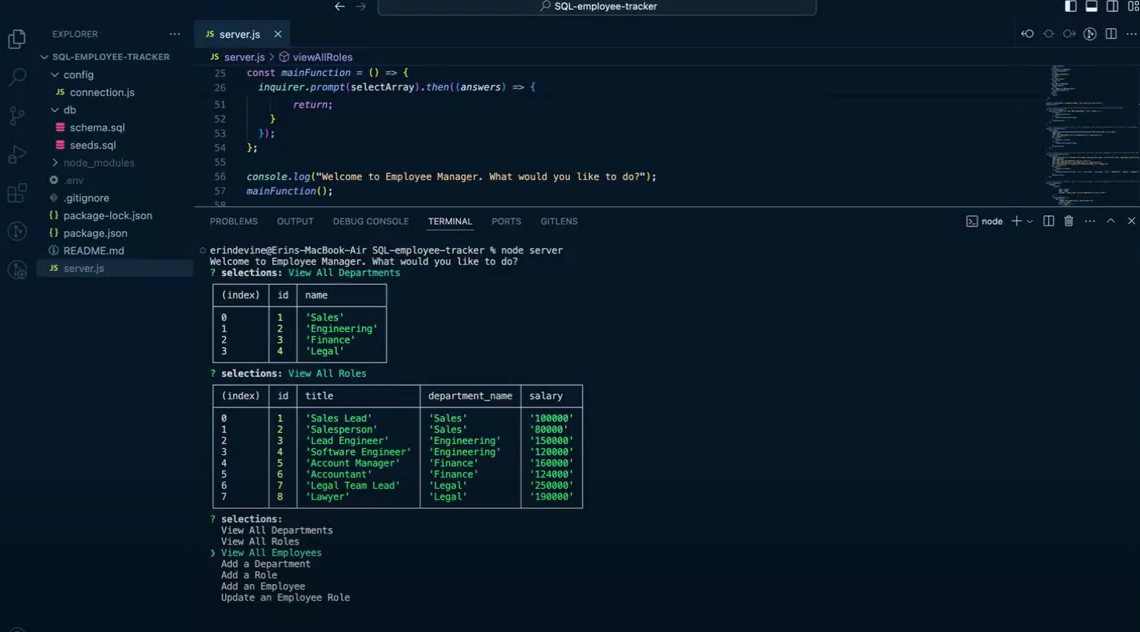 SQL-employee-tracker
EXPLORER
SQL-EMPLOYEE-TRACKER
config
JS connection.js
db
schema.sql
seeds.sql
node_modules
.env
.gitignore
{} package-lock.json
{} package.json
README.md
JS server.js
JS server.js
JS server.js > viewAllRoles
25 const mainFunction = () => {
26 inquirer.prompt(selectArray).then((answers) => {
51 return;
52 }
53 });
54 };
55
56 console.log("Welcome to Employee Manager. What would you like to do?");
57 mainFunction();
58
PROBLEMS OUTPUT DEBUG CONSOLE TERMINAL PORTS GITLENS
node
erindevine@Erins-MacBook-Air SQL-employee-tracker % node server
Welcome to Employee Manager. What would you like to do?
? selections: View All Departments
(index) id name
0 1 'Sales'
1 2 'Engineering'
2 3 'Finance'
3 4 'Legal'
? selections: View All Roles
(index) id title department_name salary
0 1 'Sales Lead' 'Sales' '100000'
1 2 'Salesperson' 'Sales' '80000'
2 3 'Lead Engineer' 'Engineering' '150000'
3 4 'Software Engineer' 'Engineering' '120000'
4 5 'Account Manager' 'Finance' '160000'
5 6 'Accountant' 'Finance' '124000'
6 7 'Legal Team Lead' 'Legal' '250000'
7 8 'Lawyer' 'Legal' '190000'
? selections:
View All Departments
View All Roles
❯ View All Employees
Add a Department
Add a Role
Add an Employee
Update an Employee Role